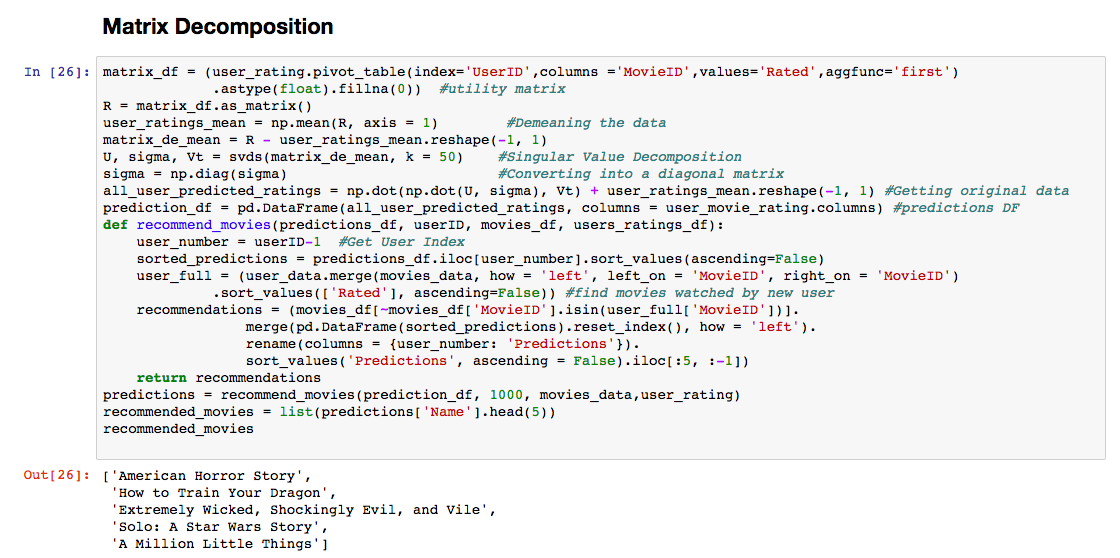 Matrix Decomposition
In [26]: matrix_df = (user_rating.pivot_table(index='UserID',columns ='MovieID',values='Rated',aggfunc='first')
             .astype(float).fillna(0))  #utility matrix
R = matrix_df.as_matrix()
user_ratings_mean = np.mean(R, axis = 1)        #Demeaning the data
matrix_de_mean = R - user_ratings_mean.reshape(-1, 1)
U, sigma, Vt = svds(matrix_de_mean, k = 50)    #Singular Value Decomposition
sigma = np.diag(sigma)                         #Converting into a diagonal matrix
all_user_predicted_ratings = np.dot(np.dot(U, sigma), Vt) + user_ratings_mean.reshape(-1, 1) #Getting original data
prediction_df = pd.DataFrame(all_user_predicted_ratings, columns = user_movie_rating.columns) #predictions DF
def recommend_movies(predictions_df, userID, movies_df, users_ratings_df):
    user_number = userID-1  #Get User Index
    sorted_predictions = predictions_df.iloc[user_number].sort_values(ascending=False)
    user_full = (user_data.merge(movies_data, how = 'left', left_on = 'MovieID', right_on = 'MovieID')
             .sort_values(['Rated'], ascending=False)) #find movies watched by new user
    recommendations = (movies_df[~movies_df['MovieID'].isin(user_full['MovieID'])].
                 merge(pd.DataFrame(sorted_predictions).reset_index(), how = 'left').
                 rename(columns = {user_number: 'Predictions'}).
                 sort_values('Predictions', ascending = False).iloc[:5, :-1])
    return recommendations
predictions = recommend_movies(prediction_df, 1000, movies_data,user_rating)
recommended_movies = list(predictions['Name'].head(5))
recommended_movies
Out[26]: ['American Horror Story',
 'How to Train Your Dragon',
 'Extremely Wicked, Shockingly Evil, and Vile',
 'Solo: A Star Wars Story',
 'A Million Little Things']